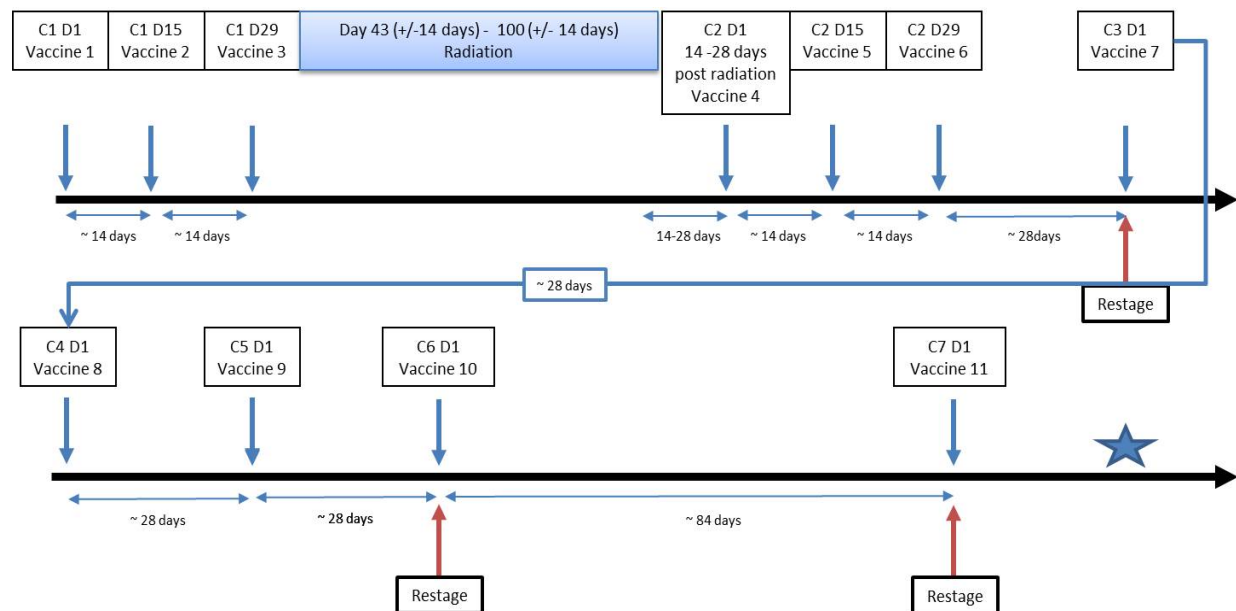 C1 D1
Vaccine 1
C1 D15
Vaccine 2
C1 D29
Vaccine 3
Day 43 (+/-14 days) - 100 (+/- 14 days)
Radiation
C2 D1
14 -28 days
post radiation
Vaccine 4
C2 D15
Vaccine 5
C2 D29
Vaccine 6
C3 D1
Vaccine 7
~ 14 days
~ 14 days
14-28 days
~ 14 days
~ 14 days
~ 28days
~ 28 days
Restage
C4 D1
Vaccine 8
C5 D1
Vaccine 9
C6 D1
Vaccine 10
C7 D1
Vaccine 11
~ 28 days
~ 28 days
~ 84 days
Restage
Restage